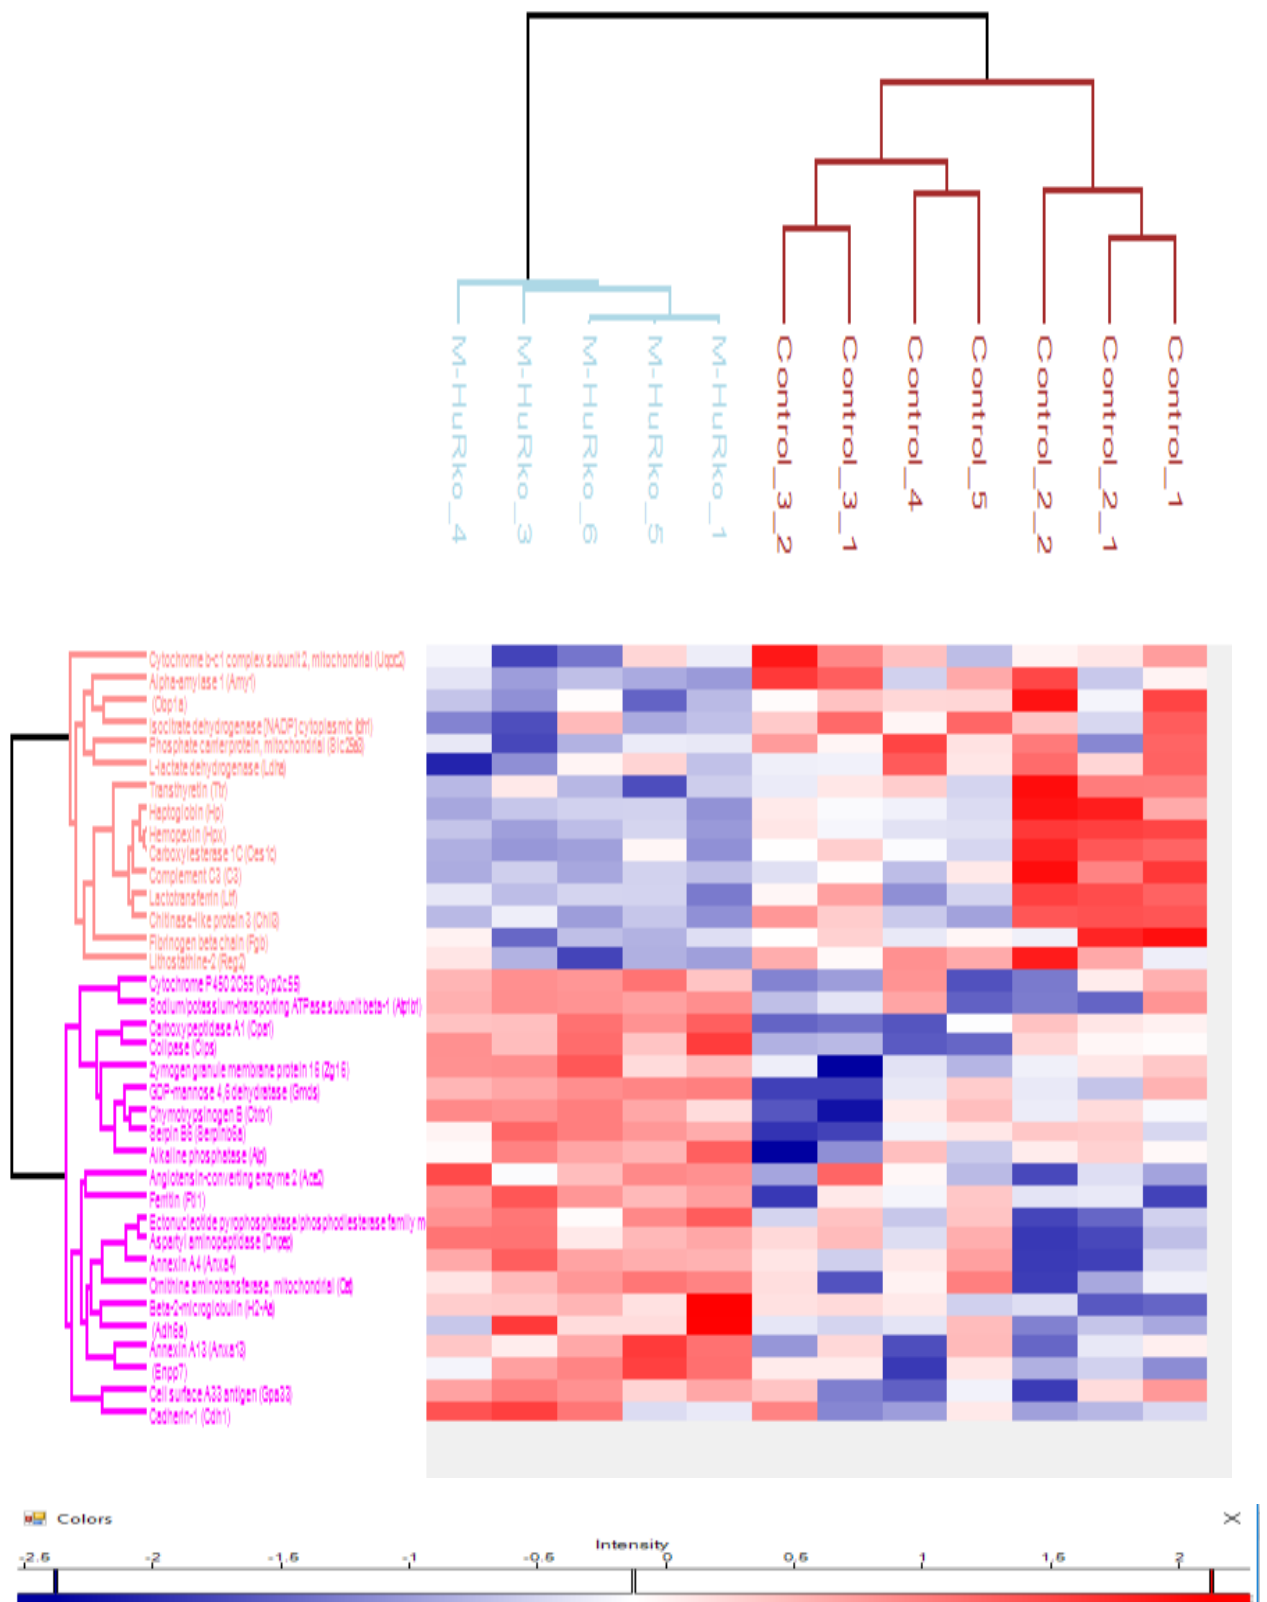 M-HuRko_4
M-HuRko_3
M-HuRko_6
M-HuRko_5
M-HuRko_1
Control_3_2
Control_3_1
Control_4
Control_5
Control_2_2
Control_2_1
Control_1
Cytochrome b-c1 complex subunit 2, mitochondrial (Uqcrc2)
Alpha-amylase 1 (Amy1)
(Obp1a)
Isocitrate dehydrogenase [NADP] cytoplasmic (Idh1)
Phosphate carrier protein, mitochondrial (Slc25a3)
L-lactate dehydrogenase (Ldha)
Transthyretin (Ttr)
Haptoglobin (Hp)
Hemopexin (Hpx)
Carboxylesterase 1C (Ces1c)
Complement C3 (C3)
Lactotransferrin (Ltf)
Chitinase-like protein 3 (Chil3)
Fibrinogen beta chain (Fgb)
Lithostathine-2 (Reg2)
Cytochrome P450 2C55 (Cyp2c55)
Sodium/potassium-transporting ATPase subunit beta-1 (Atp1b1)
Carboxypeptidase A1 (Cpa1)
Colipase (Clps)
Zymogen granule membrane protein 16 (Zg16)
GDP-mannose 4,6 dehydratase (Gmds)
Chymotrypsinogen B (Ctrb1)
Serpin B6 (Serpinb6a)
Alkaline phosphatase (Alp)
Angiotensin-converting enzyme 2 (Ace2)
Ferritin (Ftl1)
Ectonucleotide pyrophosphatase/phosphodiesterase family m
Aspartyl aminopeptidase (Dnpep)
Annexin A4 (Anxa4)
Ornithine aminotransferase, mitochondrial (Oat)
Beta-2-microglobulin
(Adh6a)
Annexin A13 (Anxa13)
(Enpp7)
Cell surface A33 antigen (Gpa33)
Cadherin-1 (Cdh1)
Colors
Intensity
-2.5 -2 -1.5 -1 -0.5 0 0.5 1 1.5 2